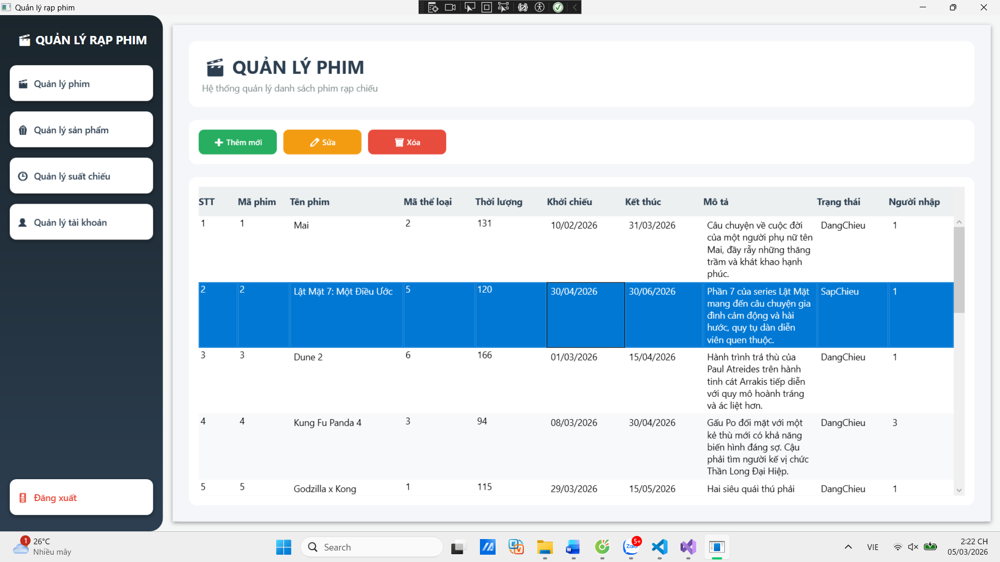 Quản lý rạp phim
QUẢN LÝ RẠP PHIM
Quản lý phim
Quản lý sản phẩm
Quản lý suất chiếu
Quản lý tài khoản
Đăng xuất
QUẢN LÝ PHIM
Hệ thống quản lý danh sách phim rạp chiếu
Thêm mới Sửa Xóa
STT Mã phim Tên phim Mã thể loại Thời lượng Khởi chiếu Kết thúc Mô tả Trạng thái Người nhập
1 1 Mai 2 131 10/02/2026 31/03/2026 Câu chuyện về cuộc đời DangChieu 1
của một người phụ nữ tên
Mai, đầy rẫy những thăng
trầm và khát khao hạnh
phúc.
2 2 Lật Mặt 7: Một Điều Ước 5 120 30/04/2026 30/06/2026 Phần 7 của series Lật Mặt SapChieu 1
mang đến câu chuyện gia
đình cảm động và hài
hước, quy tụ dàn diễn
viên quen thuộc.
3 3 Dune 2 6 166 01/03/2026 15/04/2026 Hành trình trả thù của DangChieu 1
Paul Atreides trên hành
tinh cát Arrakis tiếp diễn
với quy mô hoành tráng
và ác liệt hơn.
4 4 Kung Fu Panda 4 3 94 08/03/2026 30/04/2026 Gấu Po đối mặt với một DangChieu 3
kẻ thù mới có khả năng
biến hình đáng sợ. Cậu
phải tìm người kế vị chức
Thần Long Đại Hiệp.
5 5 Godzilla x Kong 1 115 29/03/2026 15/05/2026 Hai siêu quái thú phải DangChieu 1
1
26°C
Nhiều mây
Search
E
V
W
Zalo
5+
VIE
2:22 CH
05/03/2026